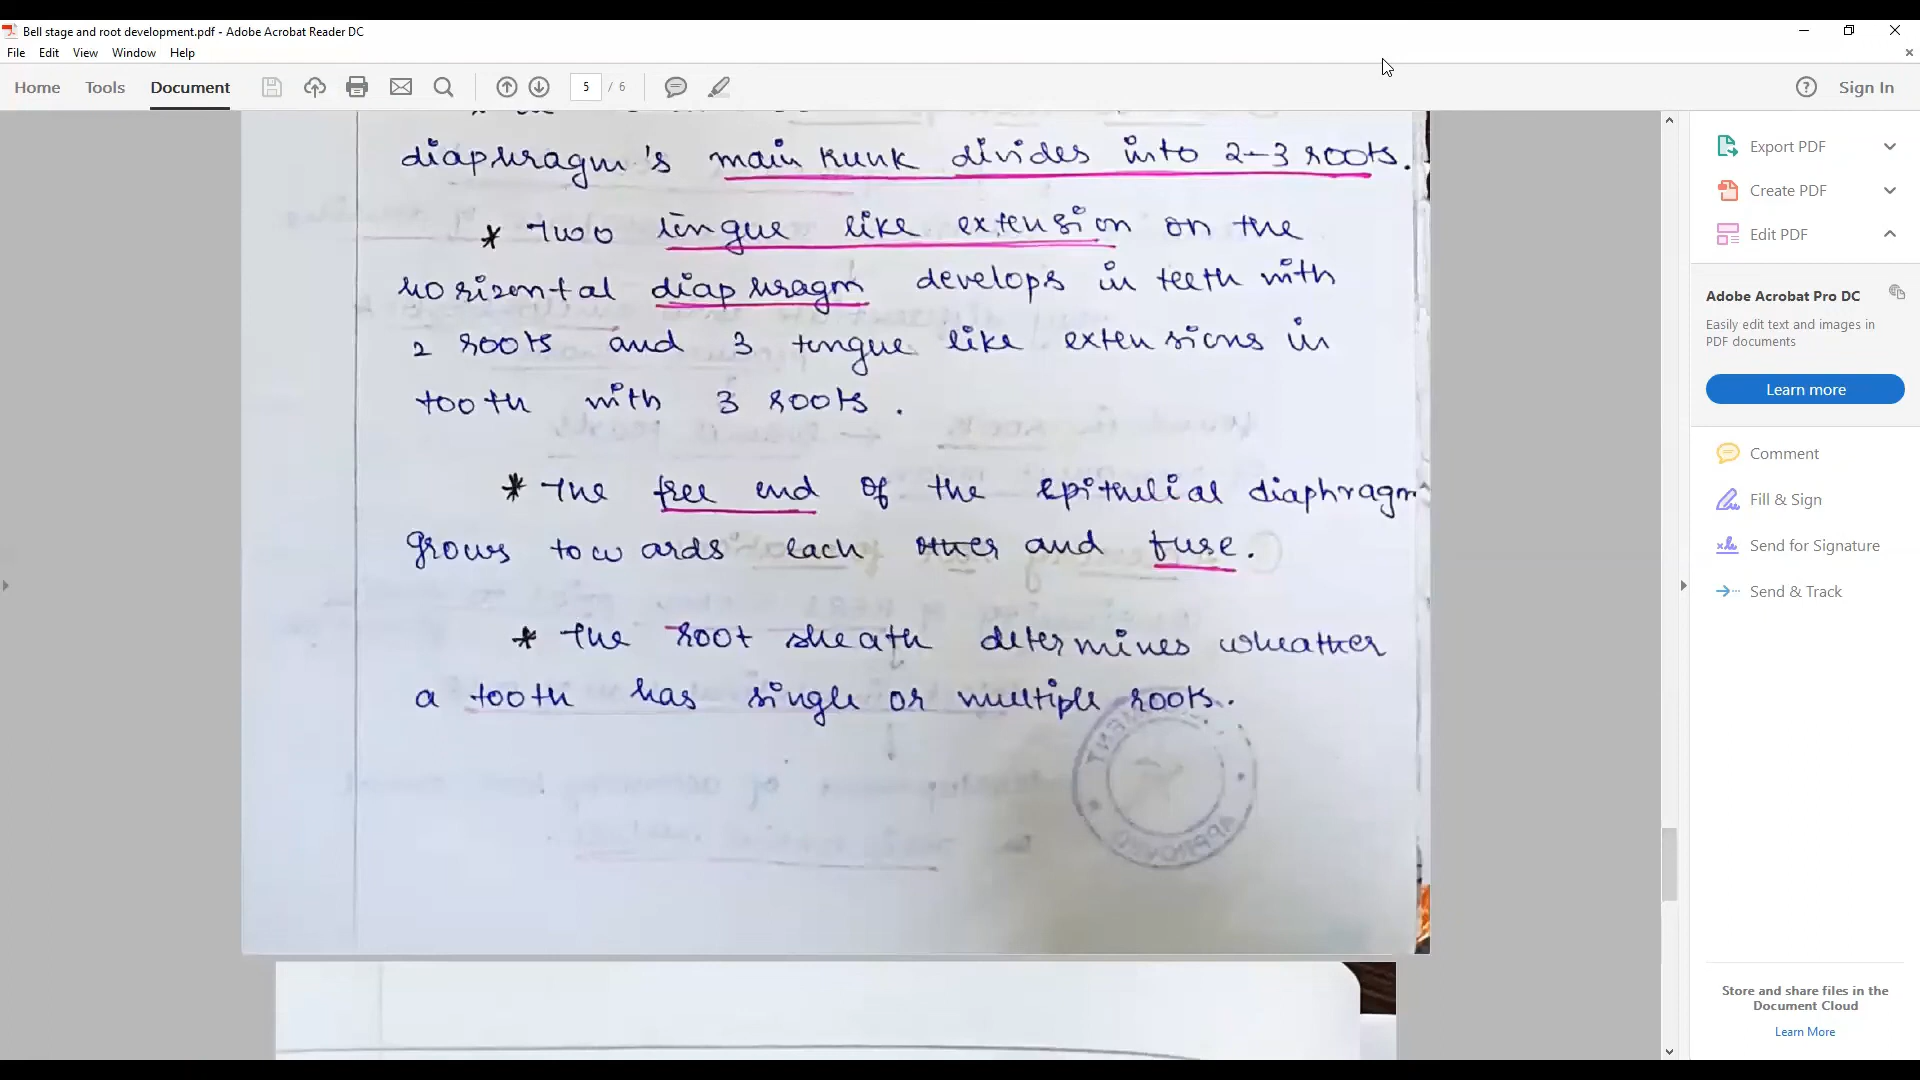 Bell stage and root development.pdf - Adobe Acrobat Reader DC
File Edit View Window Help
Home Tools Document 5 / 6 Sign In
diaphragm's main trunk divides into 2-3 roots.
* Two tongue like extension on the
horizontal diaphragm develops in teeth with
2 roots and 3 tongue like extensions in
tooth with 3 roots.
* The free end of the epithelial diaphragm
grows towards each other and fuse.
* The root sheath determines wheather
a tooth has single or multiple roots.
APPROVED
Export PDF
Create PDF
Edit PDF
Adobe Acrobat Pro DC
Easily edit text and images in
PDF documents
Learn more
Comment
Fill & Sign
Send for Signature
Send & Track
Store and share files in the
Document Cloud
Learn More